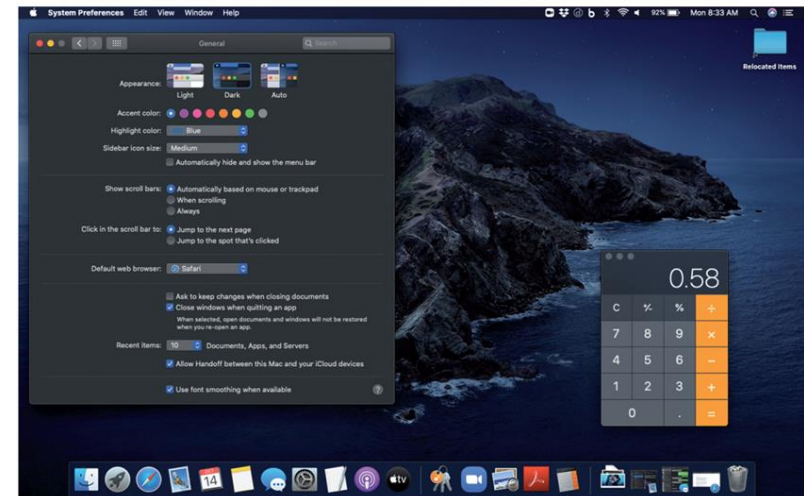 System Preferences Edit View Window Help
92% Mon 8:33 AM
General
Search
Relocated Items
Appearance:
Light Dark Auto
Accent color:
Highlight color: Blue
Sidebar icon size: Medium
Automatically hide and show the menu bar
Show scroll bars: Automatically based on mouse or trackpad
When scrolling
Always
Click in the scroll bar to: Jump to the next page
Jump to the spot that's clicked
Default web browser: Safari
Ask to keep changes when closing documents
Close windows when quitting an app
When selected, open documents and windows will not be restored
when you re-open an app.
Recent items: 10 Documents, Apps, and Servers
Allow Handoff between this Mac and your iCloud devices
Use font smoothing when available
?
0.58
C % ÷
7 8 9 ×
4 5 6 −
1 2 3 +
0 . =
14
tv